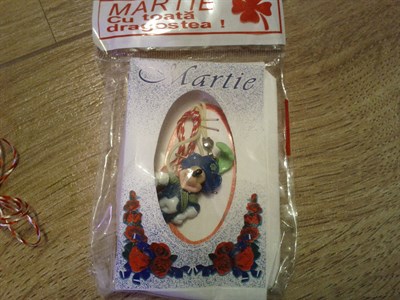 MARTIE
Cu toată
dragostea !
Martie